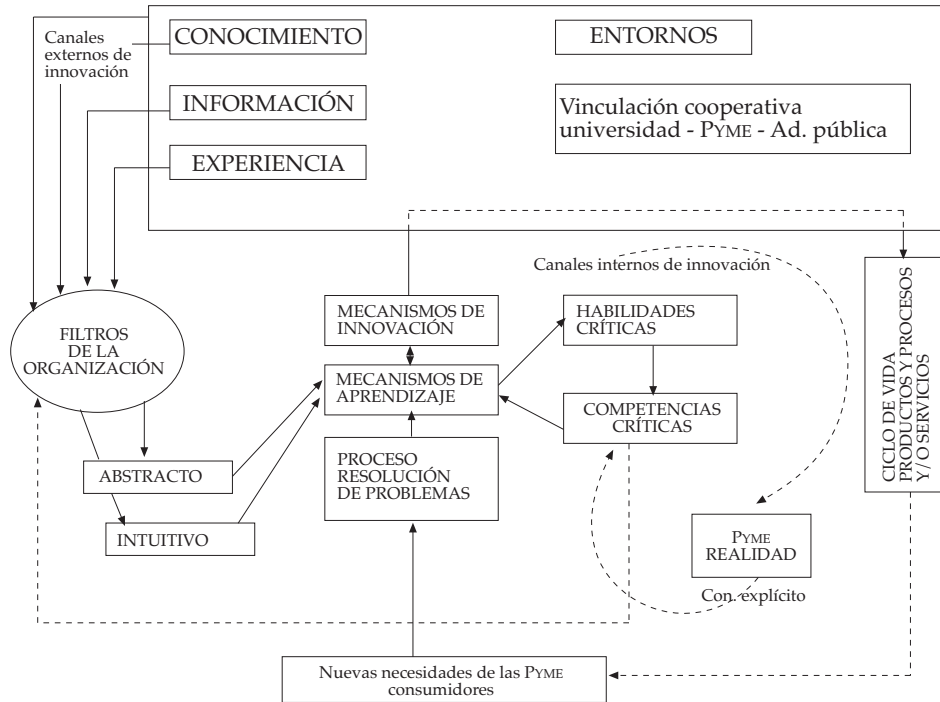 Canales
externos de
innovación
CONOCIMIENTO
ENTORNOS
INFORMACIÓN
Vinculación cooperativa
universidad - PYME - Ad. pública
EXPERIENCIA
Canales internos de innovación
FILTROS
DE LA
ORGANIZACIÓN
MECANISMOS DE
INNOVACIÓN
HABILIDADES
CRÍTICAS
MECANISMOS DE
APRENDIZAJE
COMPETENCIAS
CRÍTICAS
CICLO DE VIDA
PRODUCTOS Y PROCESOS
Y/O SERVICIOS
ABSTRACTO
PROCESO
RESOLUCIÓN
DE PROBLEMAS
INTUITIVO
PYME
REALIDAD
Con. explícito
Nuevas necesidades de las PYME
consumidores